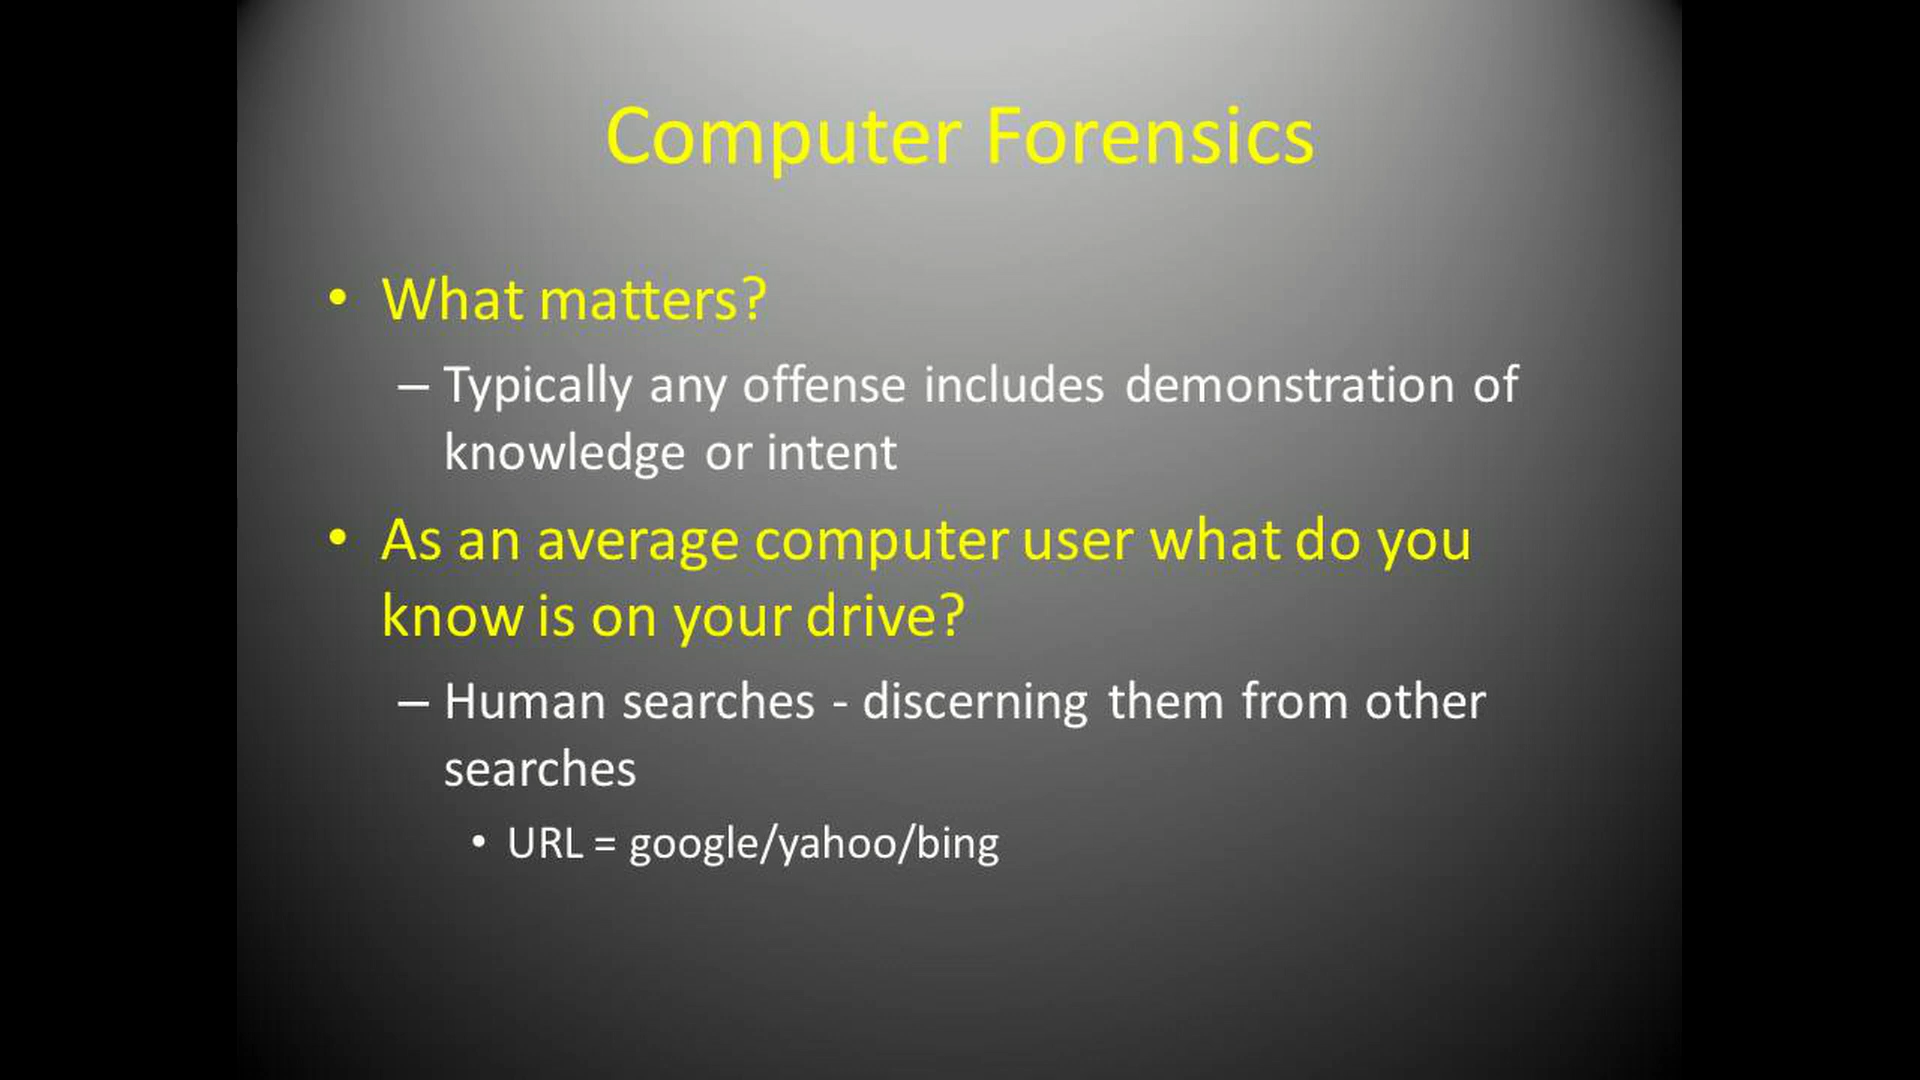 Computer Forensics
• What matters?
– Typically any offense includes demonstration of
knowledge or intent
• As an average computer user what do you
know is on your drive?
– Human searches - discerning them from other
searches
• URL = google/yahoo/bing